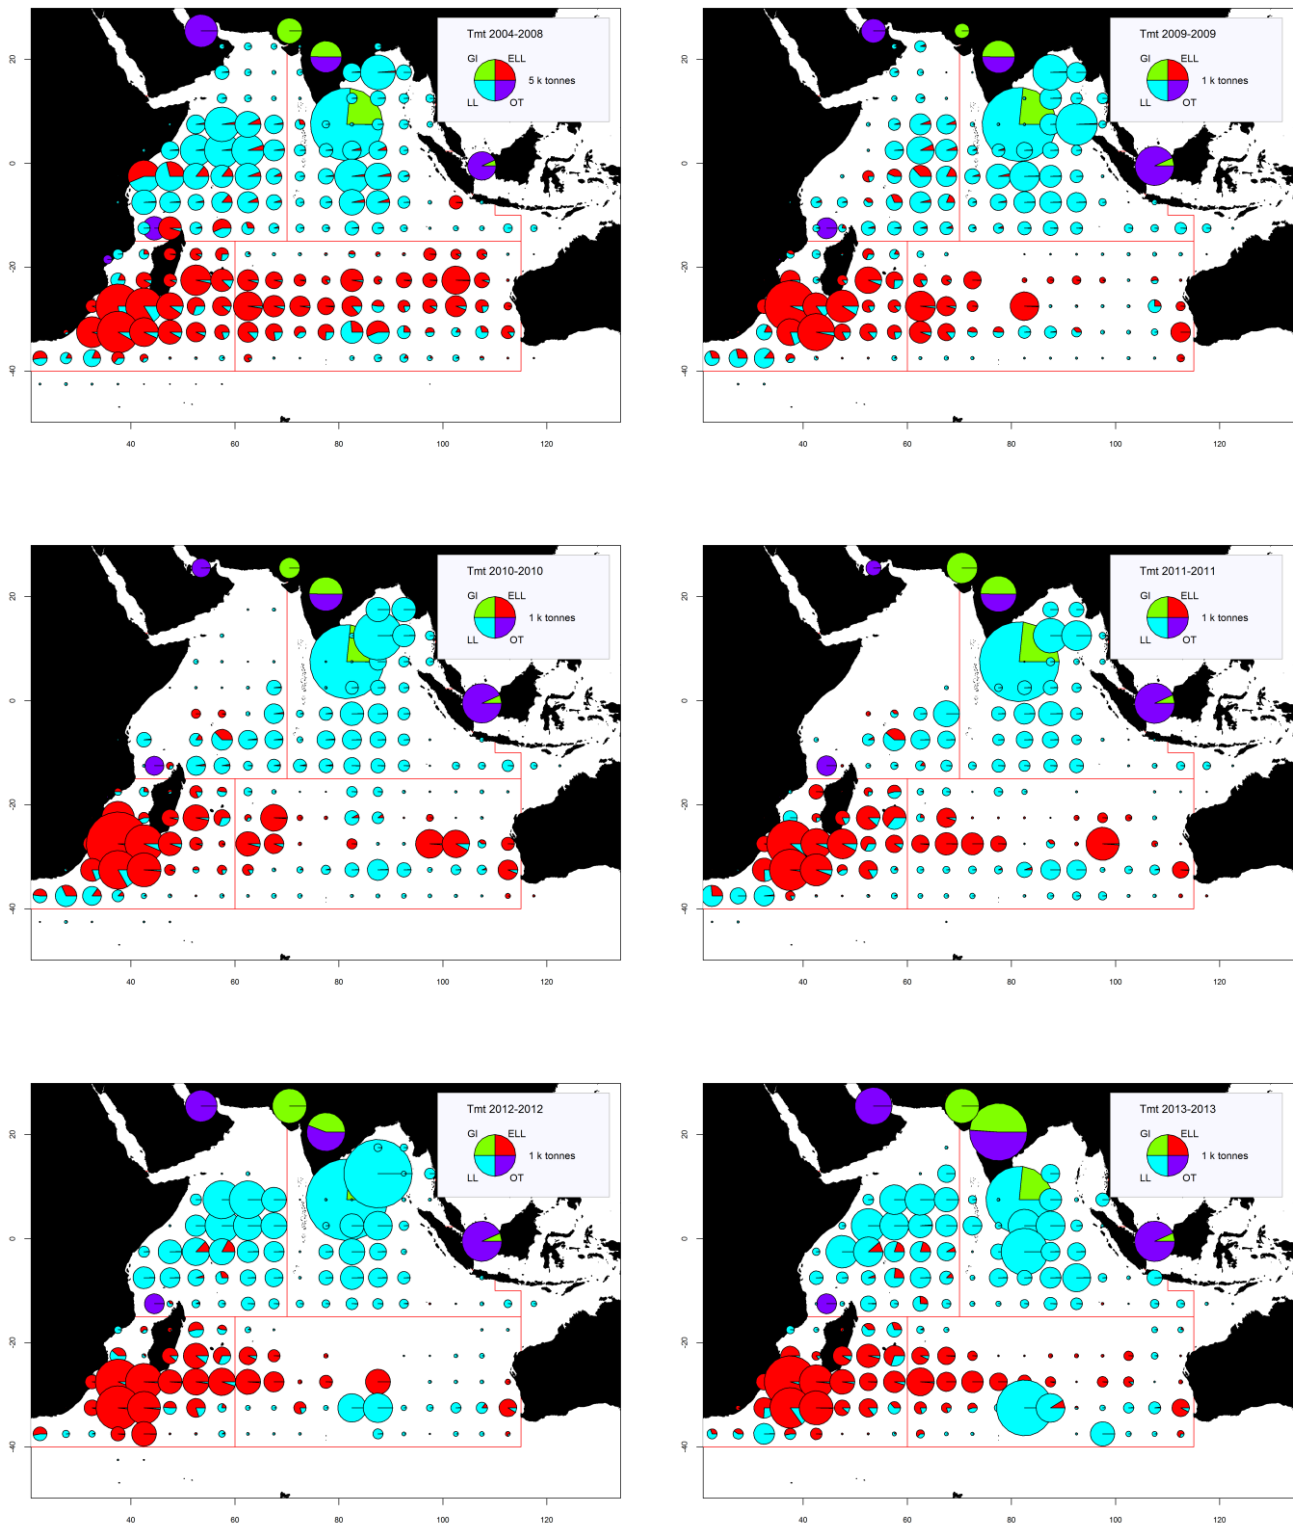 Tmt 2004-2008
GI ELL
5 k tonnes
LL OT
20
0
-20
-40
40 60 80 100 120
Tmt 2009-2009
GI ELL
1 k tonnes
LL OT
20
0
-20
-40
40 60 80 100 120
Tmt 2010-2010
GI ELL
1 k tonnes
LL OT
20
0
-20
-40
40 60 80 100 120
Tmt 2011-2011
GI ELL
1 k tonnes
LL OT
20
0
-20
-40
40 60 80 100 120
Tmt 2012-2012
GI ELL
1 k tonnes
LL OT
20
0
-20
-40
40 60 80 100 120
Tmt 2013-2013
GI ELL
1 k tonnes
LL OT
20
0
-20
-40
40 60 80 100 120